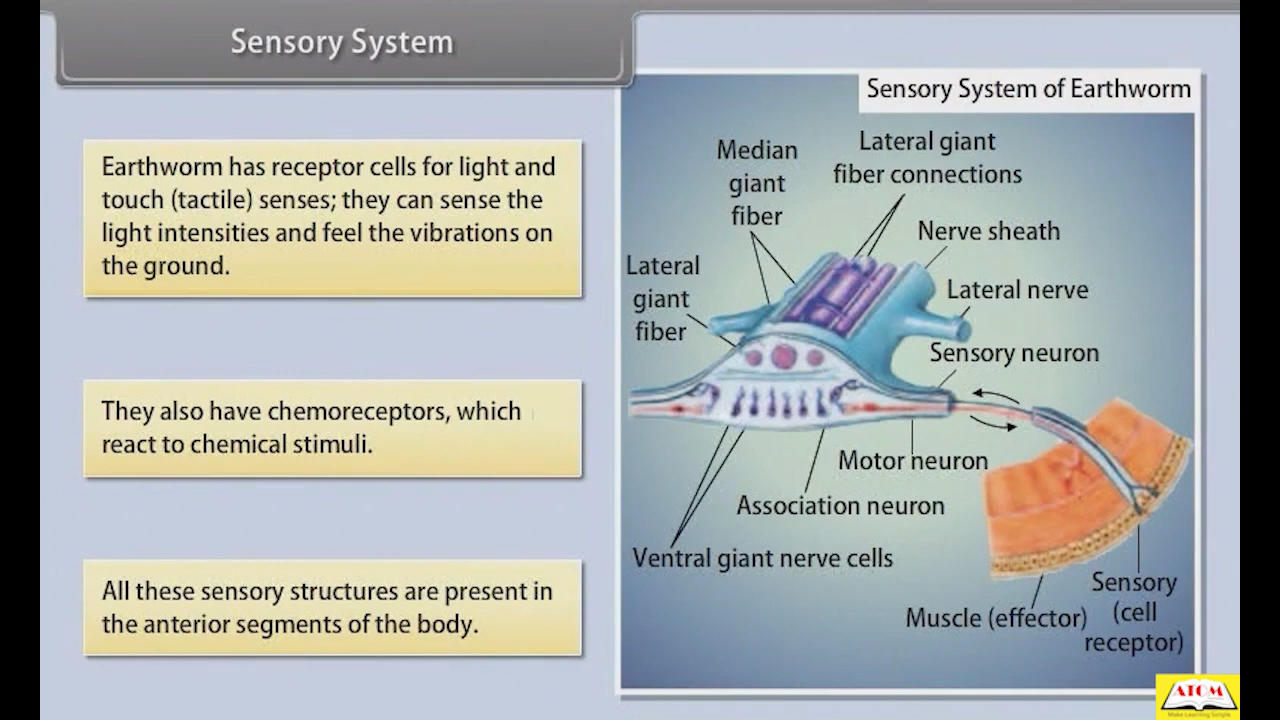 Sensory System
Earthworm has receptor cells for light and
touch (tactile) senses; they can sense the
light intensities and feel the vibrations on
the ground.
They also have chemoreceptors, which
react to chemical stimuli.
All these sensory structures are present in
the anterior segments of the body.
Sensory System of Earthworm
Median
giant
fiber
Lateral giant
fiber connections
Nerve sheath
Lateral
giant
fiber
Lateral nerve
Sensory neuron
Motor neuron
Association neuron
Ventral giant nerve cells
Muscle (effector)
Sensory
(cell
receptor)
ATOM
Make Learning Simple